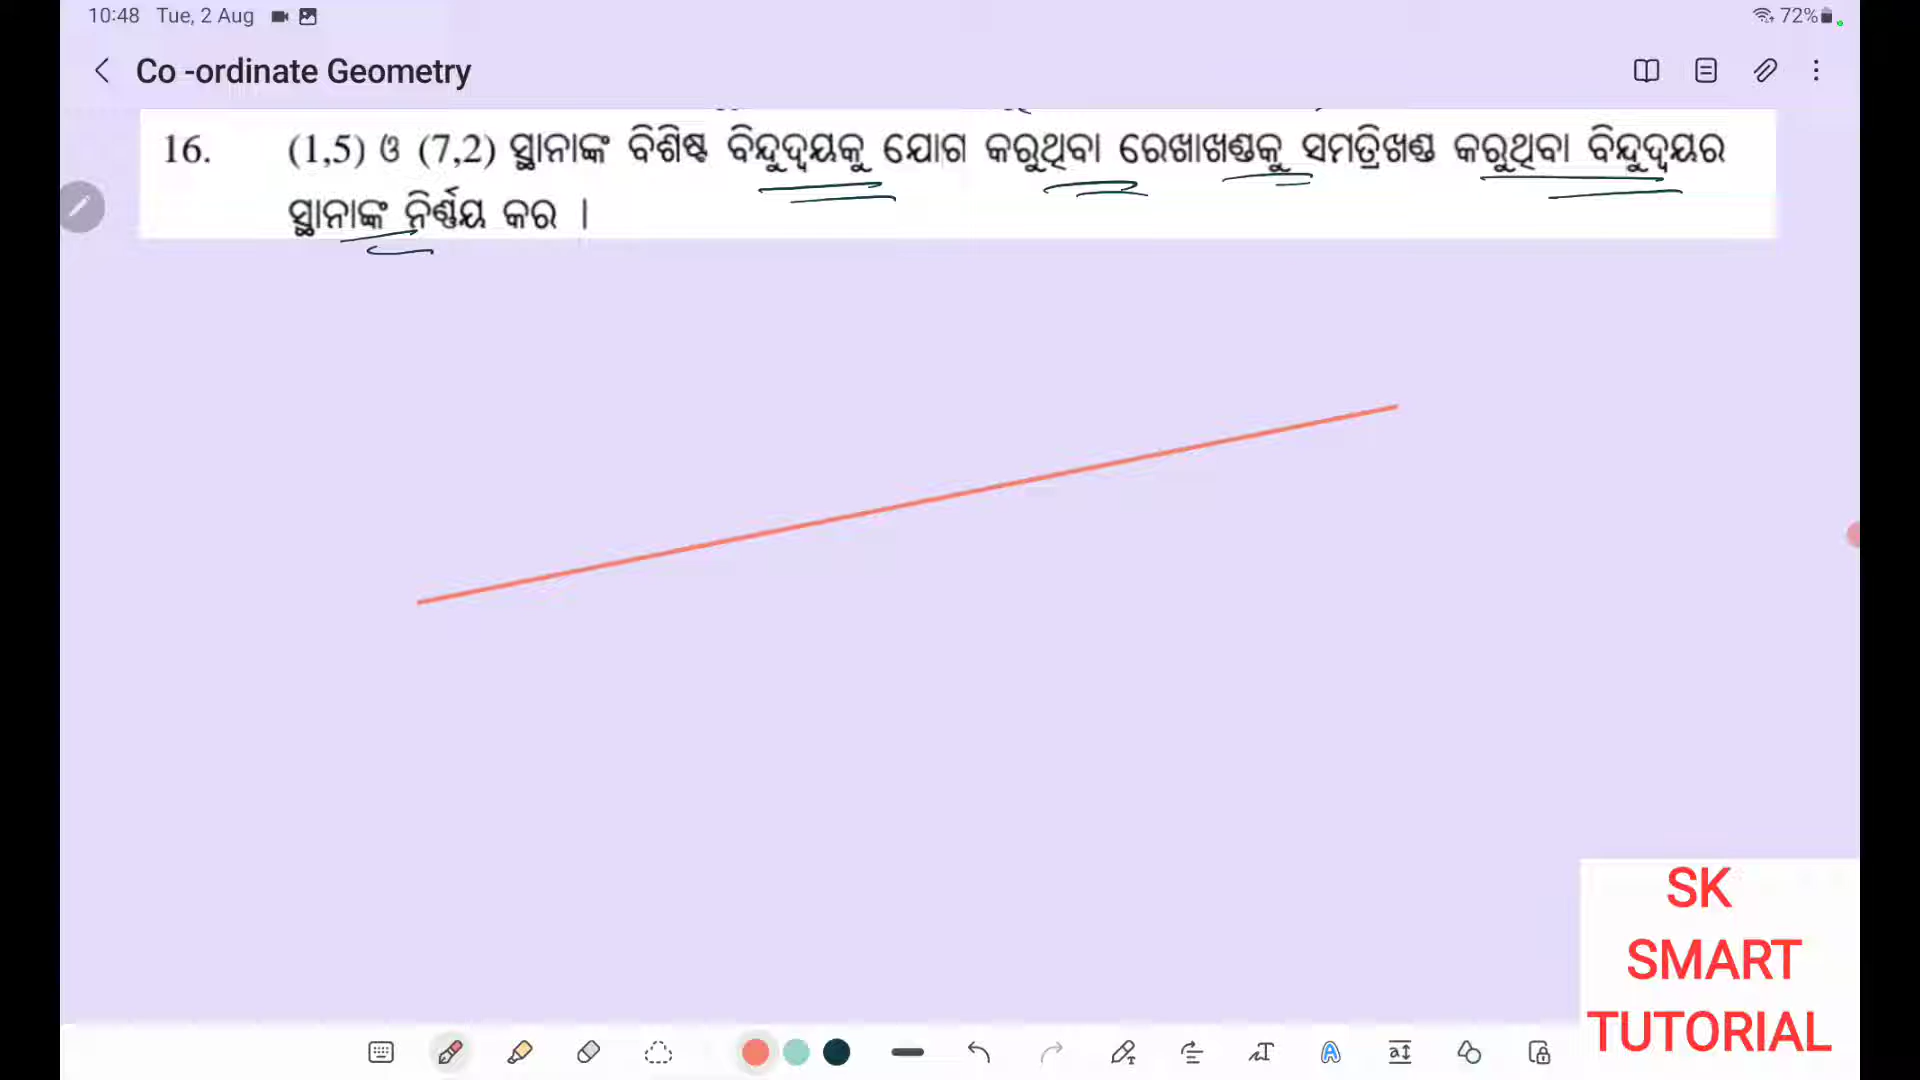 10:48 Tue, 2 Aug
72%
Co -ordinate Geometry
16. (1,5) ଓ (7,2) ସ୍ଥାନାଙ୍କ ବିଶିଷ୍ଟ ବିନ୍ଦୁଦ୍ୱୟକୁ ଯୋଗ କରୁଥିବା ରେଖାଖଣ୍ଡକୁ ସମତ୍ରିଖଣ୍ଡ କରୁଥିବା ବିନ୍ଦୁଦ୍ୱୟର
ସ୍ଥାନାଙ୍କ ନିର୍ଣ୍ଣୟ କର ।
SK
SMART
TUTORIAL